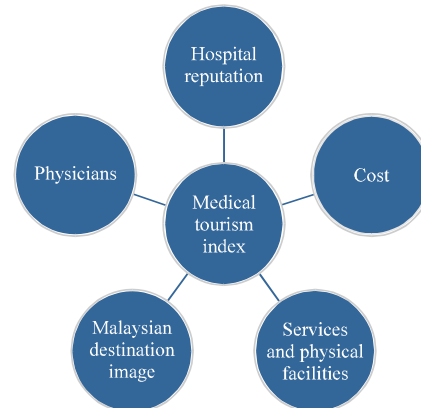 Hospital
reputation
Physicians
Cost
Medical
tourism
index
Malaysian
destination
image
Services
and physical
facilities